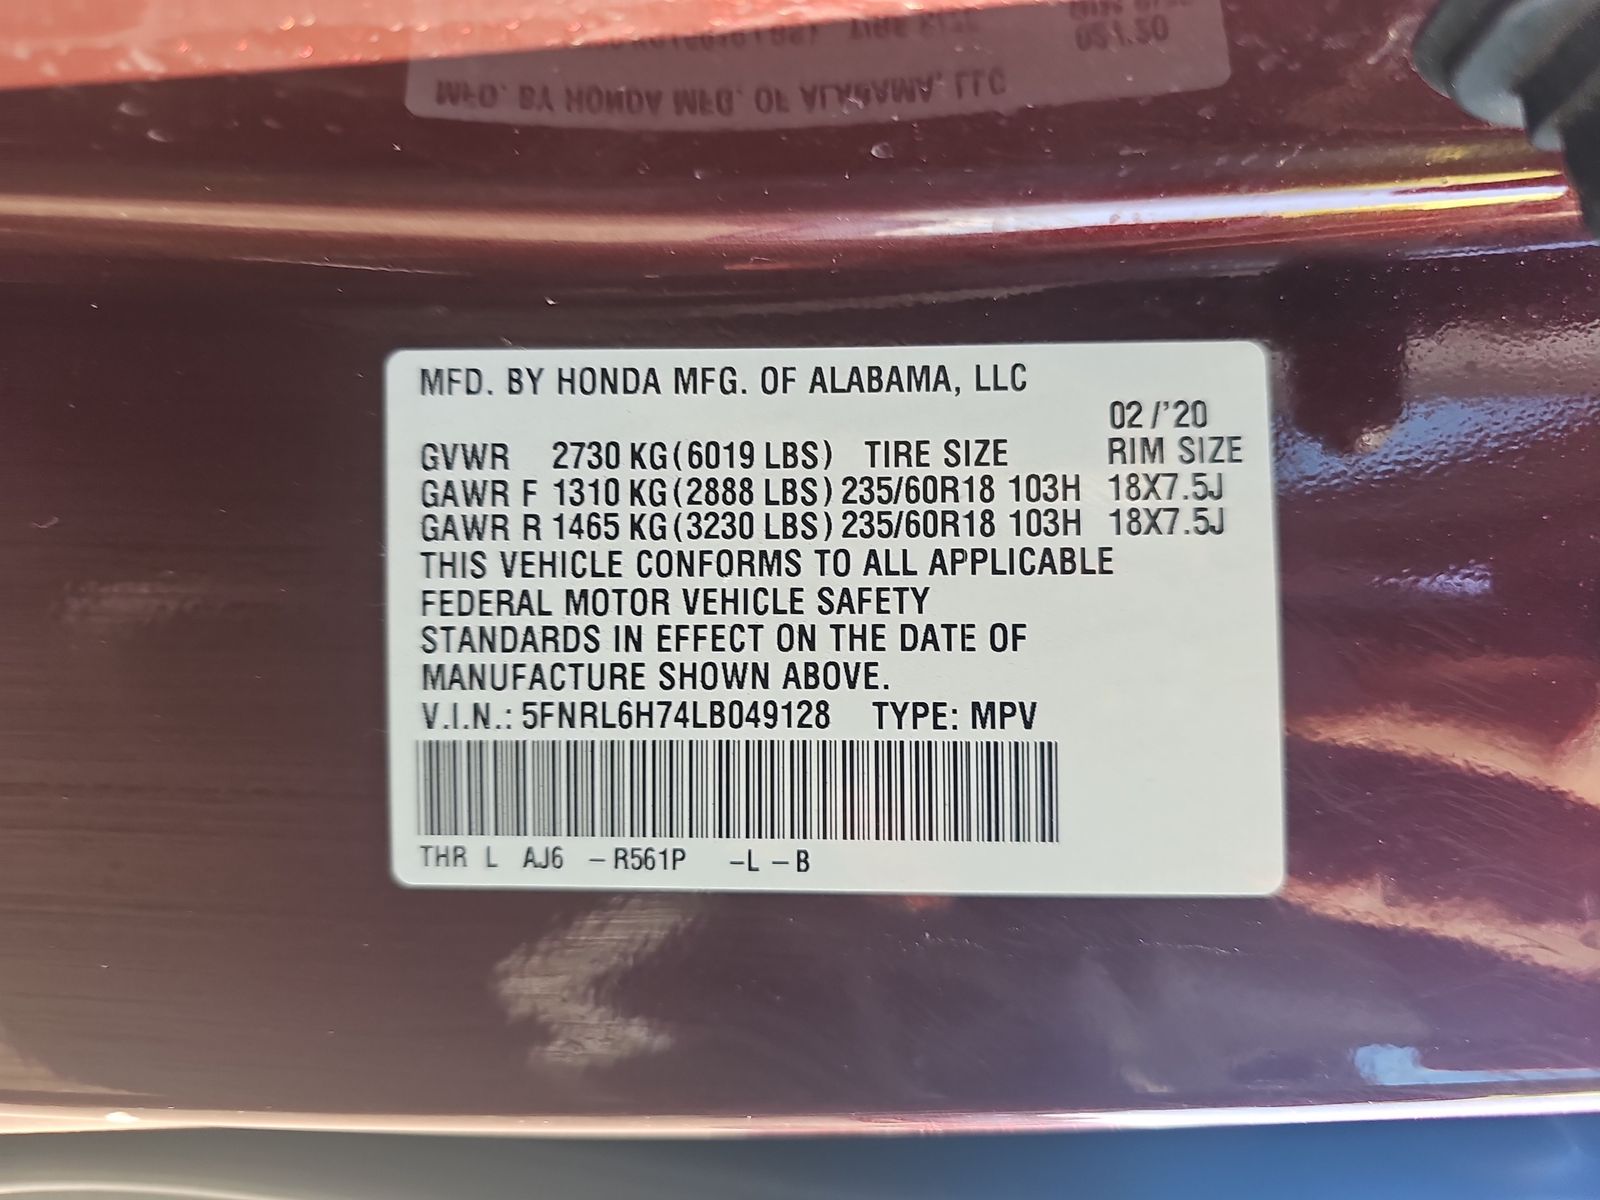 MFD. BY HONDA MFG. OF ALABAMA, LLC
02/'20
GVWR 2730 KG(6019 LBS) TIRE SIZE RIM SIZE
GAWR F 1310 KG(2888 LBS) 235/60R18 103H 18X7.5J
GAWR R 1465 KG(3230 LBS) 235/60R18 103H 18X7.5J
THIS VEHICLE CONFORMS TO ALL APPLICABLE
FEDERAL MOTOR VEHICLE SAFETY
STANDARDS IN EFFECT ON THE DATE OF
MANUFACTURE SHOWN ABOVE.
V.I.N.: 5FNRL6H74LB049128 TYPE: MPV
THR L AJ6 -R561P -L -B